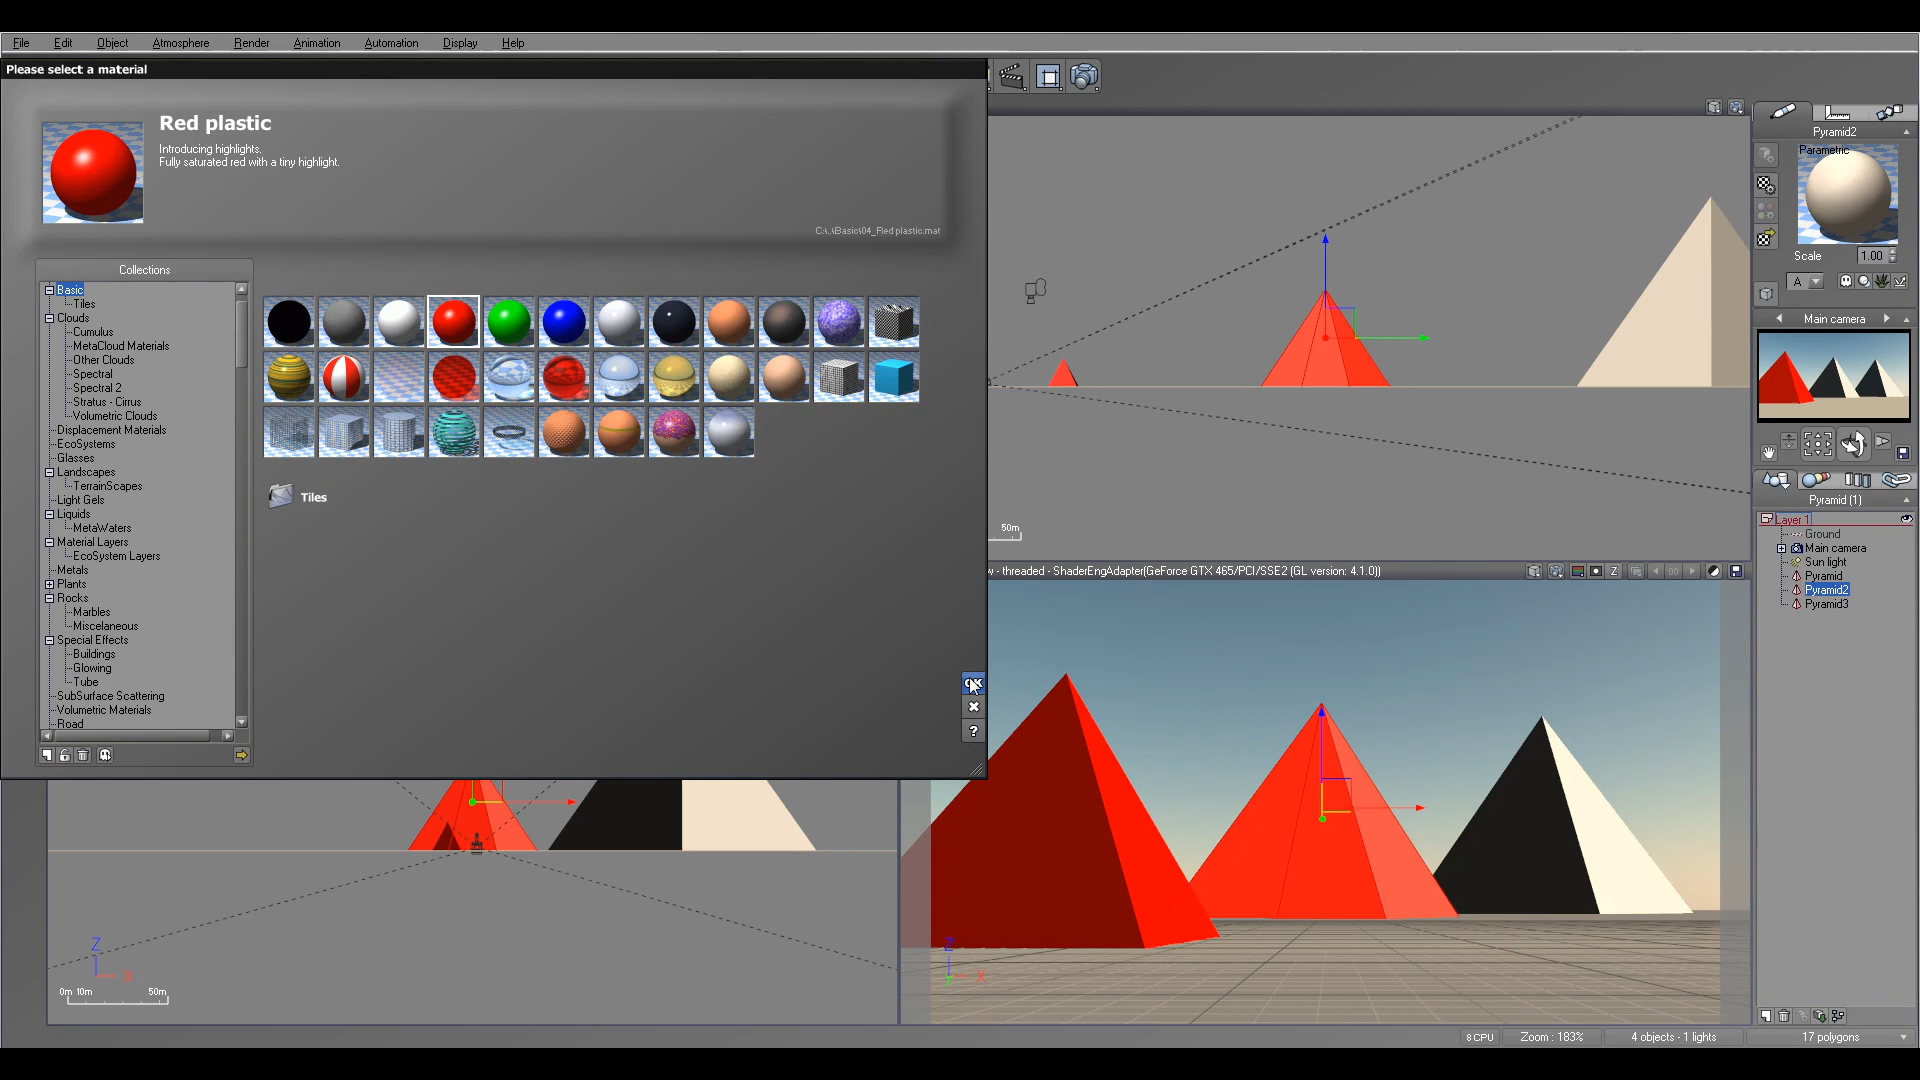 File Edit Object Atmosphere Render Animation Automation Display Help
Please select a material
Red plastic
Introducing highlights.
Fully saturated red with a tiny highlight.
C:\..\Basic\04_Red plastic.mat
Collections
Basic
Tiles
Clouds
Cumulus
MetaCloud Materials
Other Clouds
Spectral
Spectral 2
Stratus - Cirrus
Volumetric Clouds
Displacement Materials
EcoSystems
Glasses
Landscapes
TerrainScapes
Light Gels
Liquids
MetaWaters
Material Layers
EcoSystem Layers
Metals
Plants
Rocks
Marbles
Miscelaneous
Special Effects
Buildings
Glowing
Tube
SubSurface Scattering
Volumetric Materials
Road
Tiles
?
50m
w - threaded - ShaderEngAdapter(GeForce GTX 465/PCI/SSE2 (GL version: 4.1.0))
Z
Pyramid2
Parametric
Scale 1.00
A
Main camera
Pyramid (1)
Layer 1
Ground
Main camera
Sun light
Pyramid
Pyramid2
Pyramid3
Z
X
0m 10m 50m
Z
X
8 CPU Zoom : 183% 4 objects - 1 lights 17 polygons